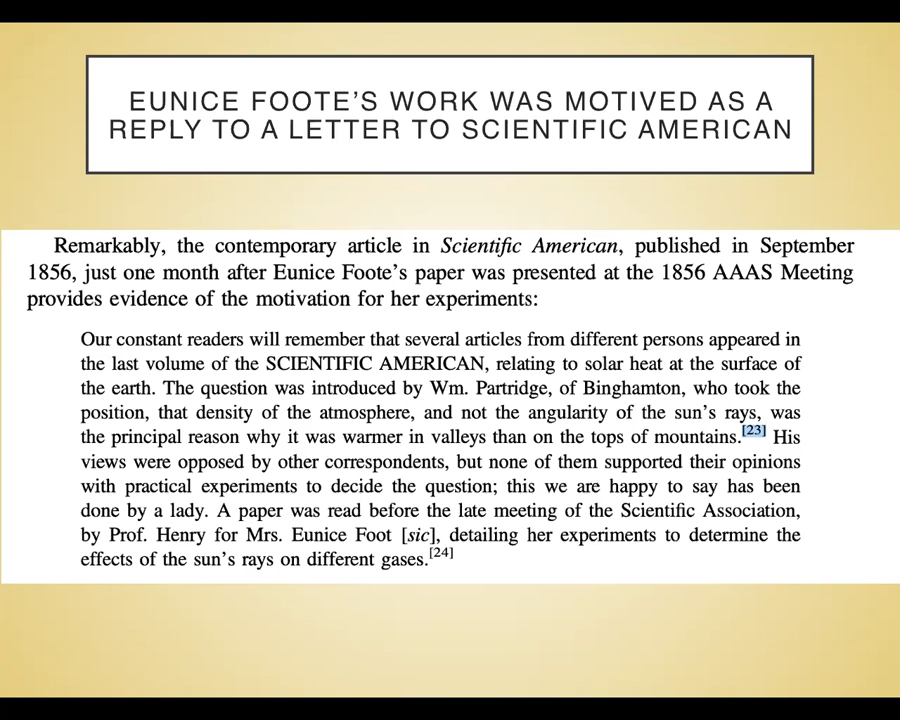 EUNICE FOOTE'S WORK WAS MOTIVED AS A
REPLY TO A LETTER TO SCIENTIFIC AMERICAN
Remarkably, the contemporary article in Scientific American, published in September
1856, just one month after Eunice Foote's paper was presented at the 1856 AAAS Meeting
provides evidence of the motivation for her experiments:
Our constant readers will remember that several articles from different persons appeared in
the last volume of the SCIENTIFIC AMERICAN, relating to solar heat at the surface of
the earth. The question was introduced by Wm. Partridge, of Binghamton, who took the
position, that density of the atmosphere, and not the angularity of the sun's rays, was
the principal reason why it was warmer in valleys than on the tops of mountains.[23] His
views were opposed by other correspondents, but none of them supported their opinions
with practical experiments to decide the question; this we are happy to say has been
done by a lady. A paper was read before the late meeting of the Scientific Association,
by Prof. Henry for Mrs. Eunice Foot [sic], detailing her experiments to determine the
effects of the sun's rays on different gases.[24]